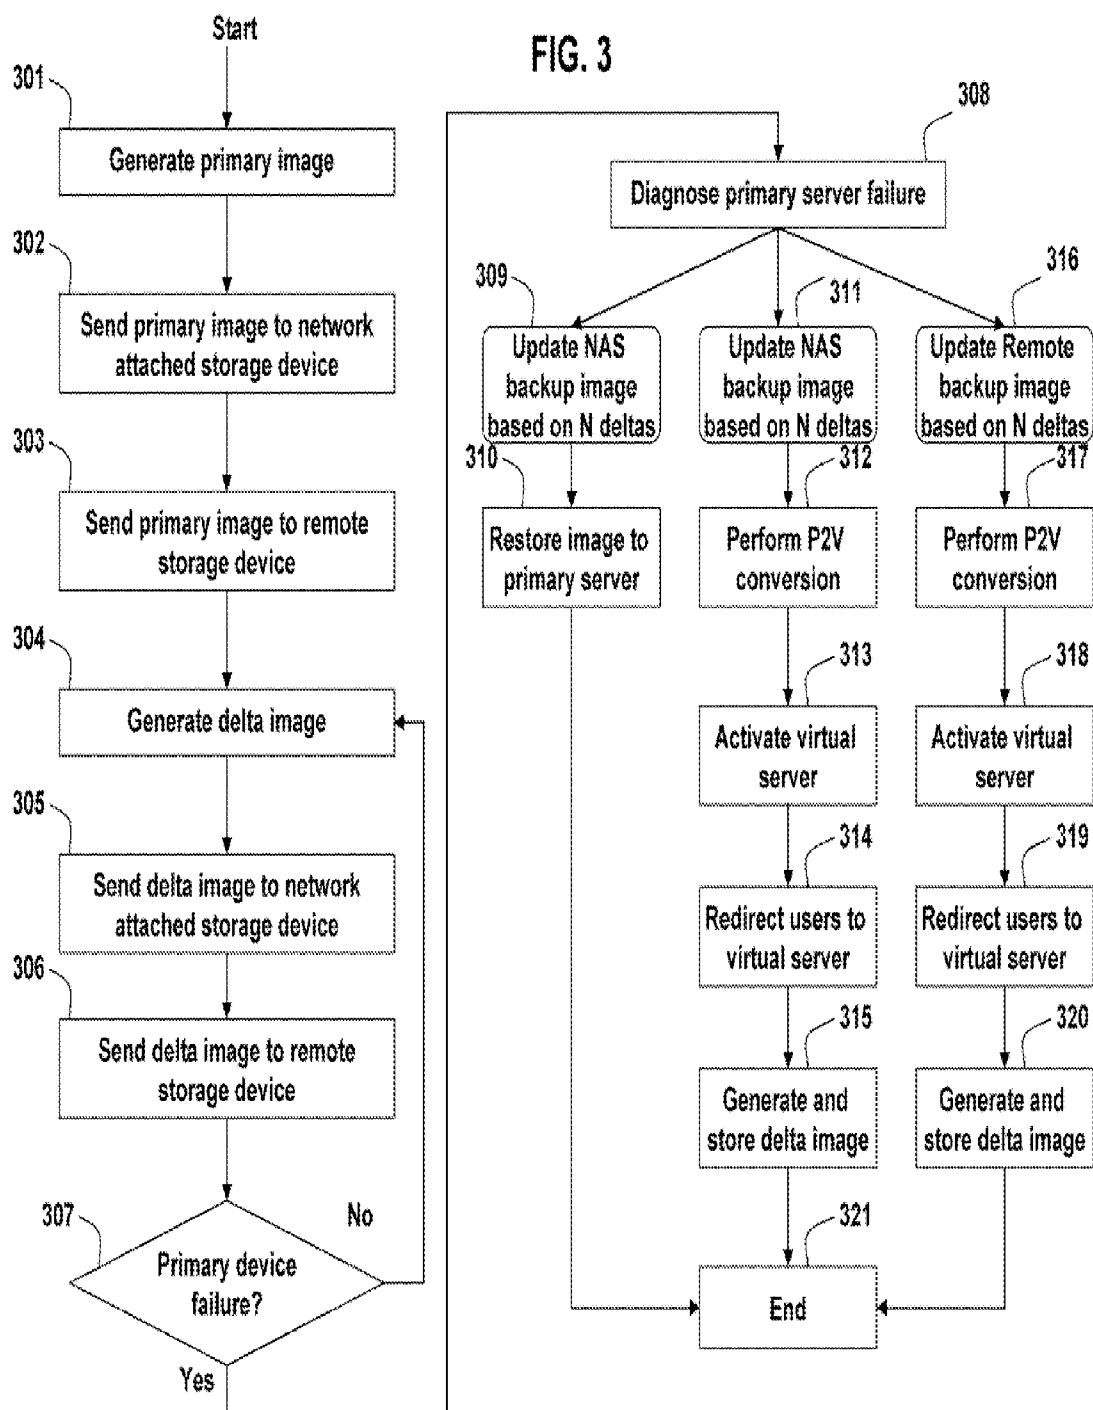 Start
FIG. 3
301
Generate primary image
302
Send primary image to network
attached storage device
303
Send primary image to remote
storage device
304
Generate delta image
305
Send delta image to network
attached storage device
306
Send delta image to remote
storage device
307
No
Primary device
failure?
Yes
308
Diagnose primary server failure
309
Update NAS
backup image
based on N deltas
310
Restore image to
primary server
311
Update NAS
backup image
based on N deltas
312
Perform P2V
conversion
313
Activate virtual
server
314
Redirect users to
virtual server
315
Generate and
store delta image
316
Update Remote
backup image
based on N deltas
317
Perform P2V
conversion
318
Activate virtual
server
319
Redirect users to
virtual server
320
Generate and
store delta image
321
End